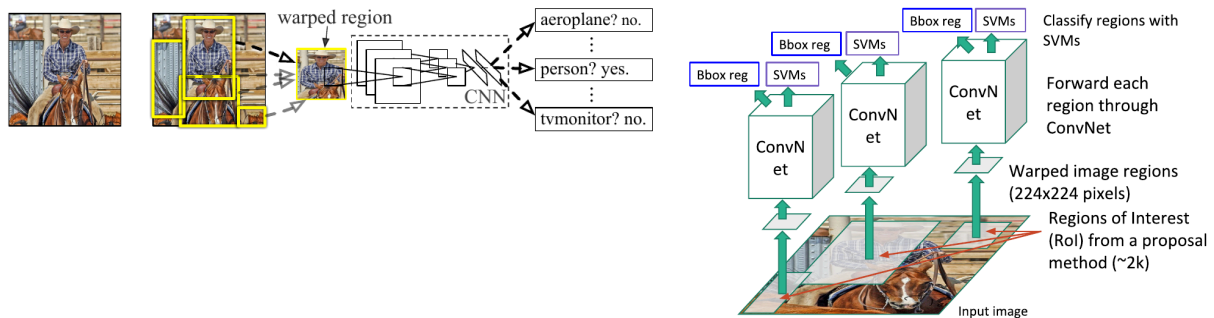 warped region
aeroplane? no.
person? yes.
CNN
tvmonitor? no.
Bbox reg
SVMs
Classify regions with
SVMs
Bbox reg
SVMs
Bbox reg
SVMs
Forward each
region through
ConvNet
ConvN
et
ConvN
et
ConvN
et
Warped image regions
(224x224 pixels)
Regions of Interest
(RoI) from a proposal
method (~2k)
Input image